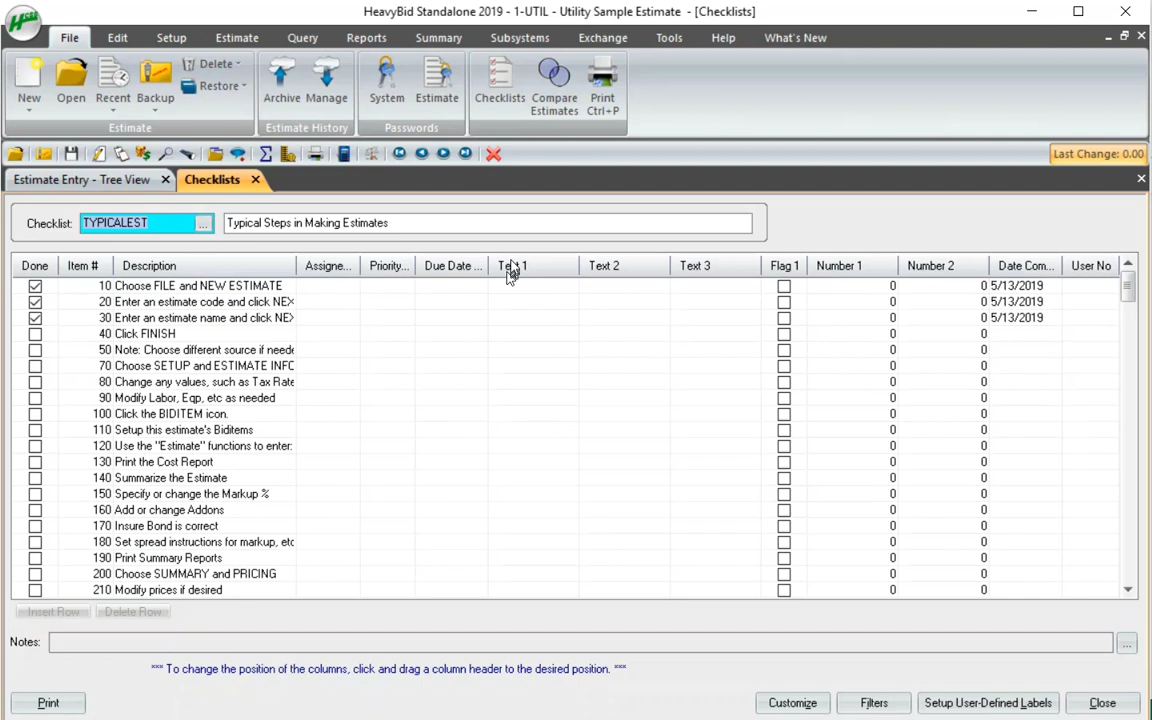 HeavyBid Standalone 2019 - 1-UTIL - Utility Sample Estimate - [Checklists]
HCSS
File Edit Setup Estimate Query Reports Summary Subsystems Exchange Tools Help What's New
New Open Recent Backup Delete Restore Archive Manage System Estimate Checklists Compare Estimates Print Ctrl+P
Estimate Estimate History Passwords
Last Change: 0.00
Estimate Entry - Tree View Checklists
Checklist: TYPICALEST ... Typical Steps in Making Estimates
Done Item # Description Assigne... Priority... Due Date ... Text 1 Text 2 Text 3 Flag 1 Number 1 Number 2 Date Com... User No
10 Choose FILE and NEW ESTIMATE 0 0 5/13/2019
20 Enter an estimate code and click NEX 0 0 5/13/2019
30 Enter an estimate name and click NEX 0 0 5/13/2019
40 Click FINISH 0 0
50 Note: Choose different source if neede 0 0
70 Choose SETUP and ESTIMATE INFO 0 0
80 Change any values, such as Tax Rate 0 0
90 Modify Labor, Eqp, etc as needed 0 0
100 Click the BIDITEM icon. 0 0
110 Setup this estimate's Biditems 0 0
120 Use the "Estimate" functions to enter: 0 0
130 Print the Cost Report 0 0
140 Summarize the Estimate 0 0
150 Specify or change the Markup % 0 0
160 Add or change Addons 0 0
170 Insure Bond is correct 0 0
180 Set spread instructions for markup, etc 0 0
190 Print Summary Reports 0 0
200 Choose SUMMARY and PRICING 0 0
210 Modify prices if desired 0 0
Insert Row Delete Row
Notes: ...
*** To change the position of the columns, click and drag a column header to the desired position. ***
Print Customize Filters Setup User-Defined Labels Close